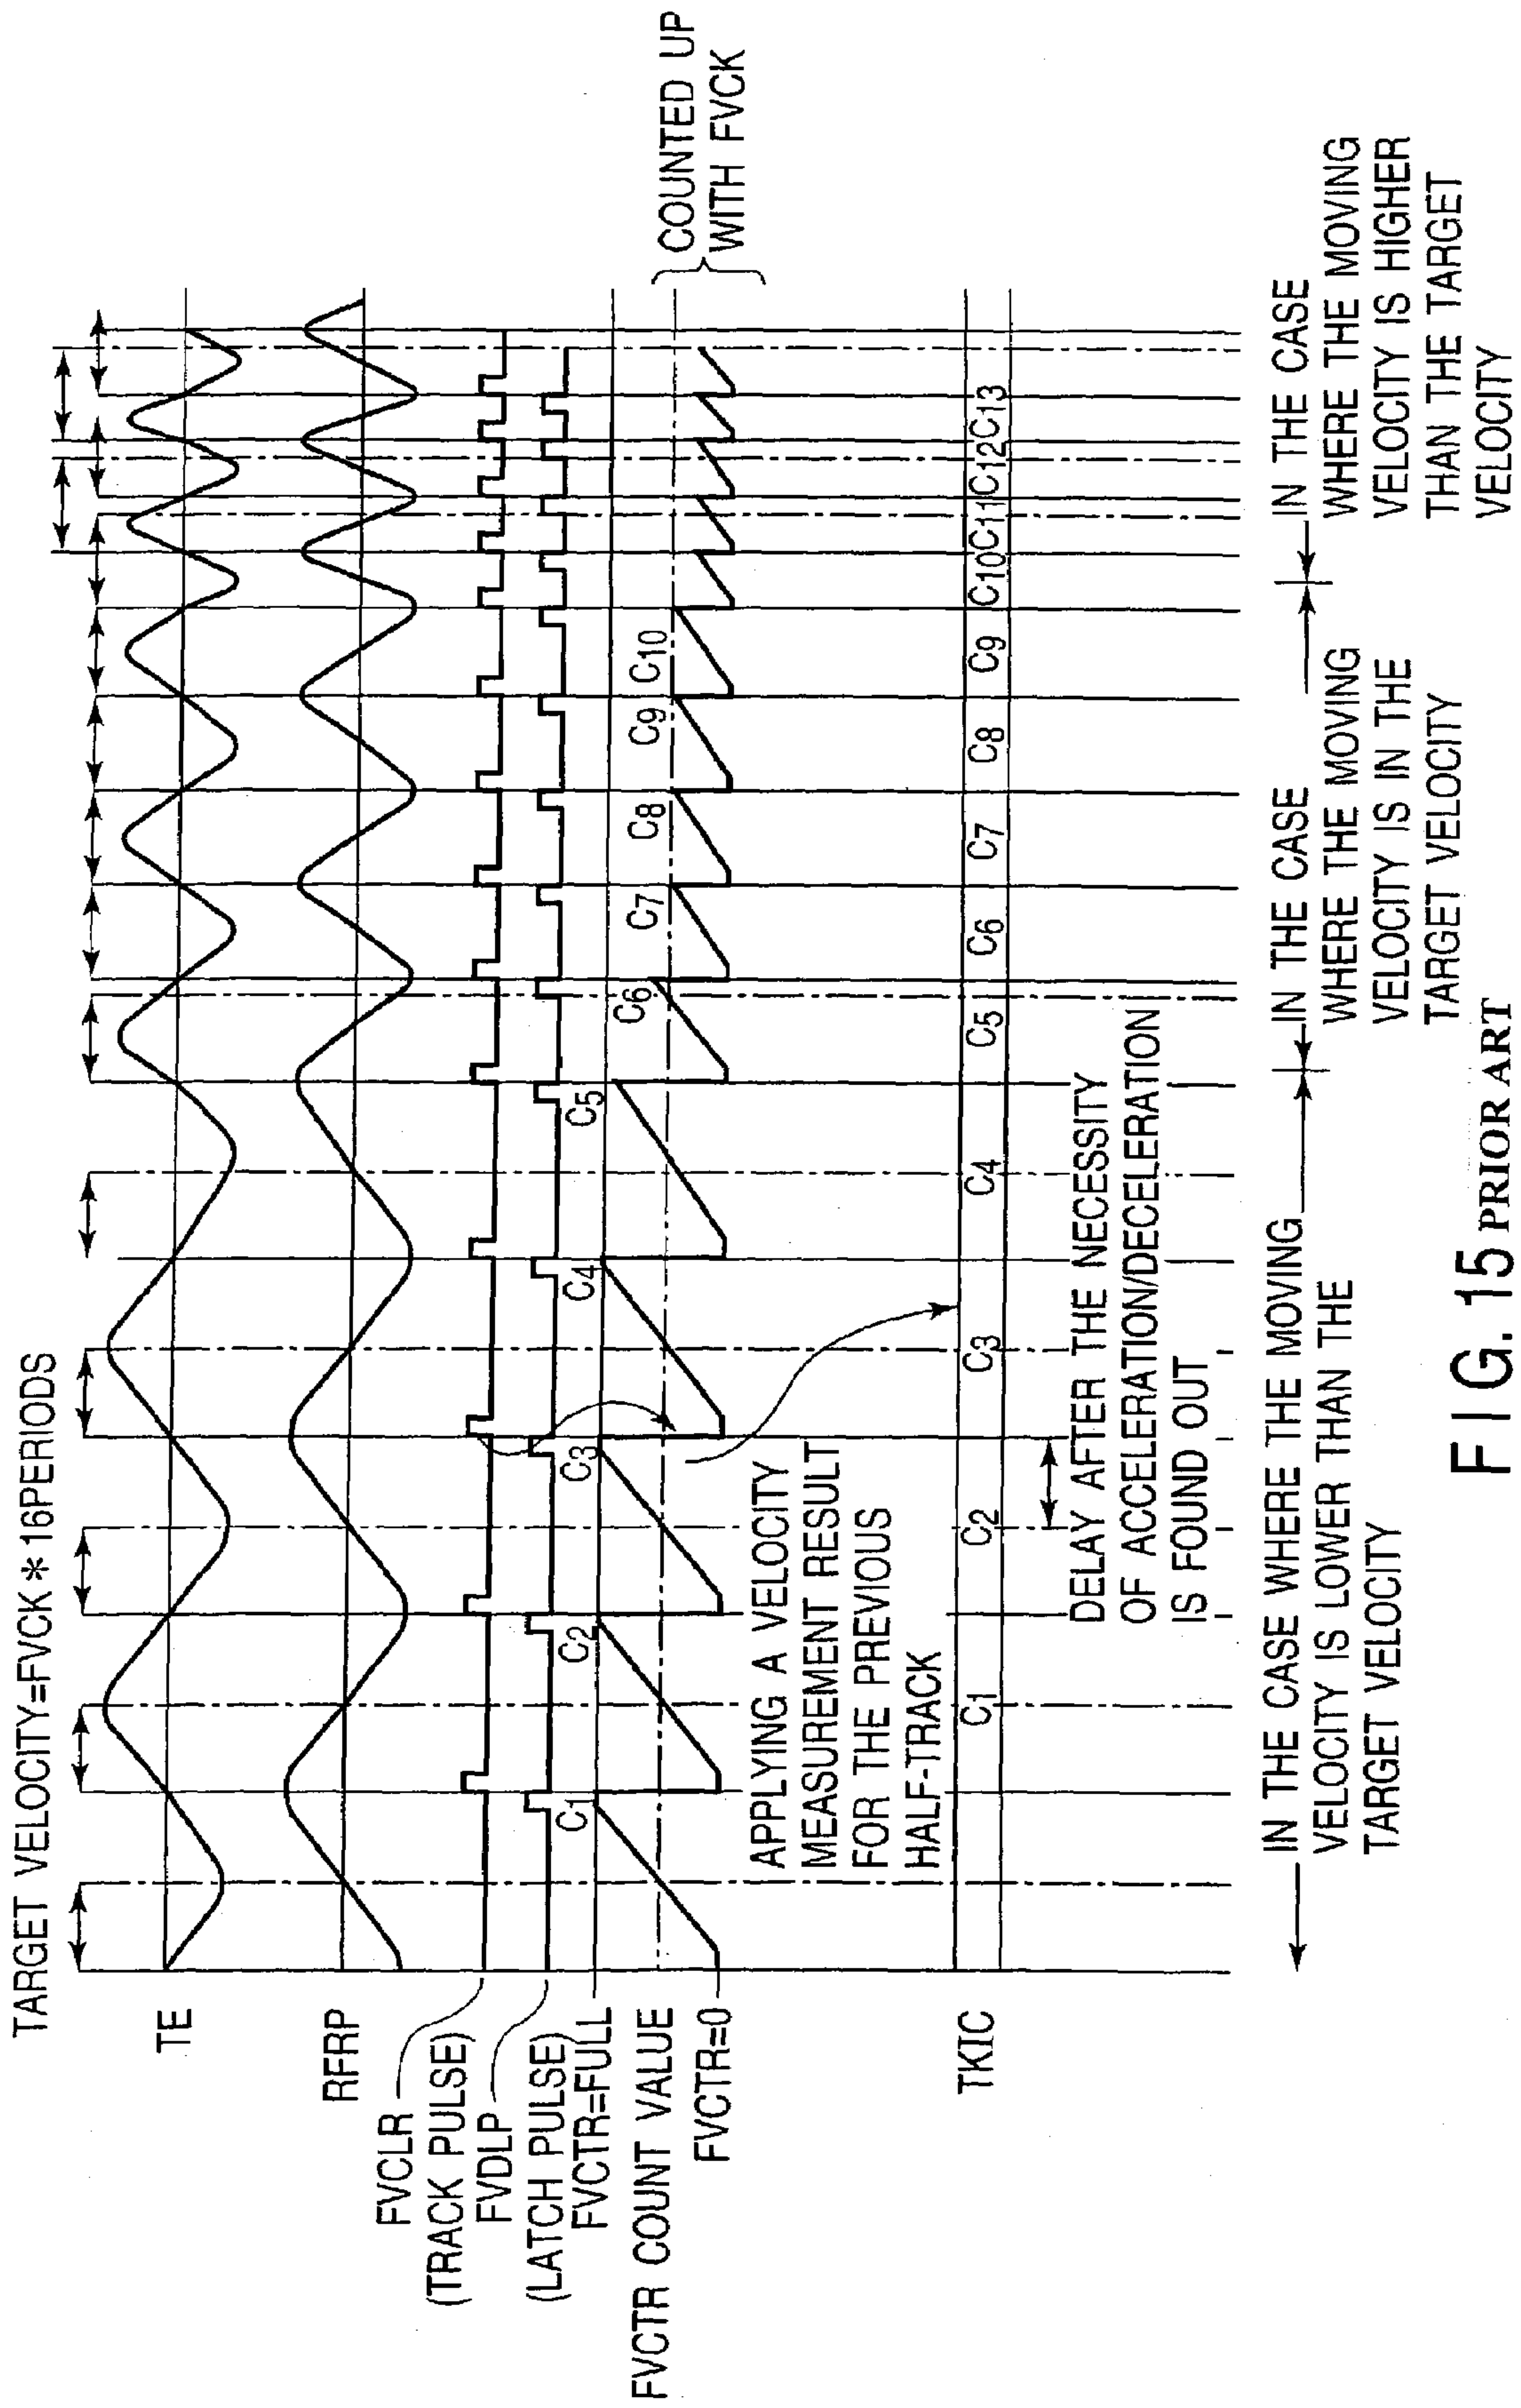 TARGET VELOCITY=FVCK*16PERIODS
TE
RFRP
FVCLR
(TRACK PULSE)
FVDLP
(LATCH PULSE)
FVCTR=FULL
FVCTR COUNT VALUE
FVCTR=0
C1
C2
C3
C4
C5
C6
C7
C8
C9
C10
COUNTED UP
WITH FVCK
APPLYING A VELOCITY
MEASUREMENT RESULT
FOR THE PREVIOUS
HALF-TRACK
TKIC
C1
C2
C3
C4
C5
C6
C7
C8
C9
C10
C11
C12
C13
DELAY AFTER THE NECESSITY
OF ACCELERATION/DECELERATION
IS FOUND OUT
IN THE CASE WHERE THE MOVING
VELOCITY IS LOWER THAN THE
TARGET VELOCITY
IN THE CASE
WHERE THE MOVING
VELOCITY IS IN THE
TARGET VELOCITY
IN THE CASE
WHERE THE MOVING
VELOCITY IS HIGHER
THAN THE TARGET
VELOCITY
FIG. 15 PRIOR ART